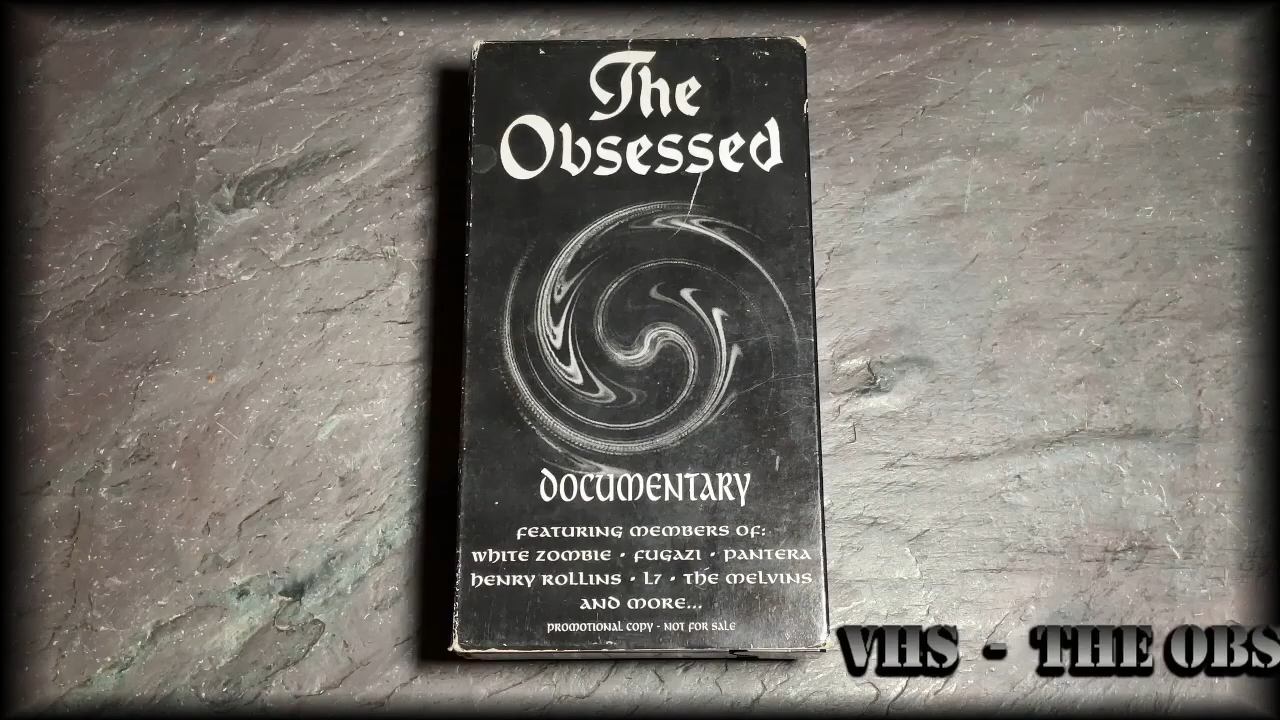 The
Obsessed
DOCUMENTARY
FEATURING MEMBERS OF:
WHITE ZOMBIE • FUGAZI • PANTERA
HENRY ROLLINS • L7 • THE MELVINS
AND MORE...
PROMOTIONAL COPY - NOT FOR SALE
VHS - THE OBS